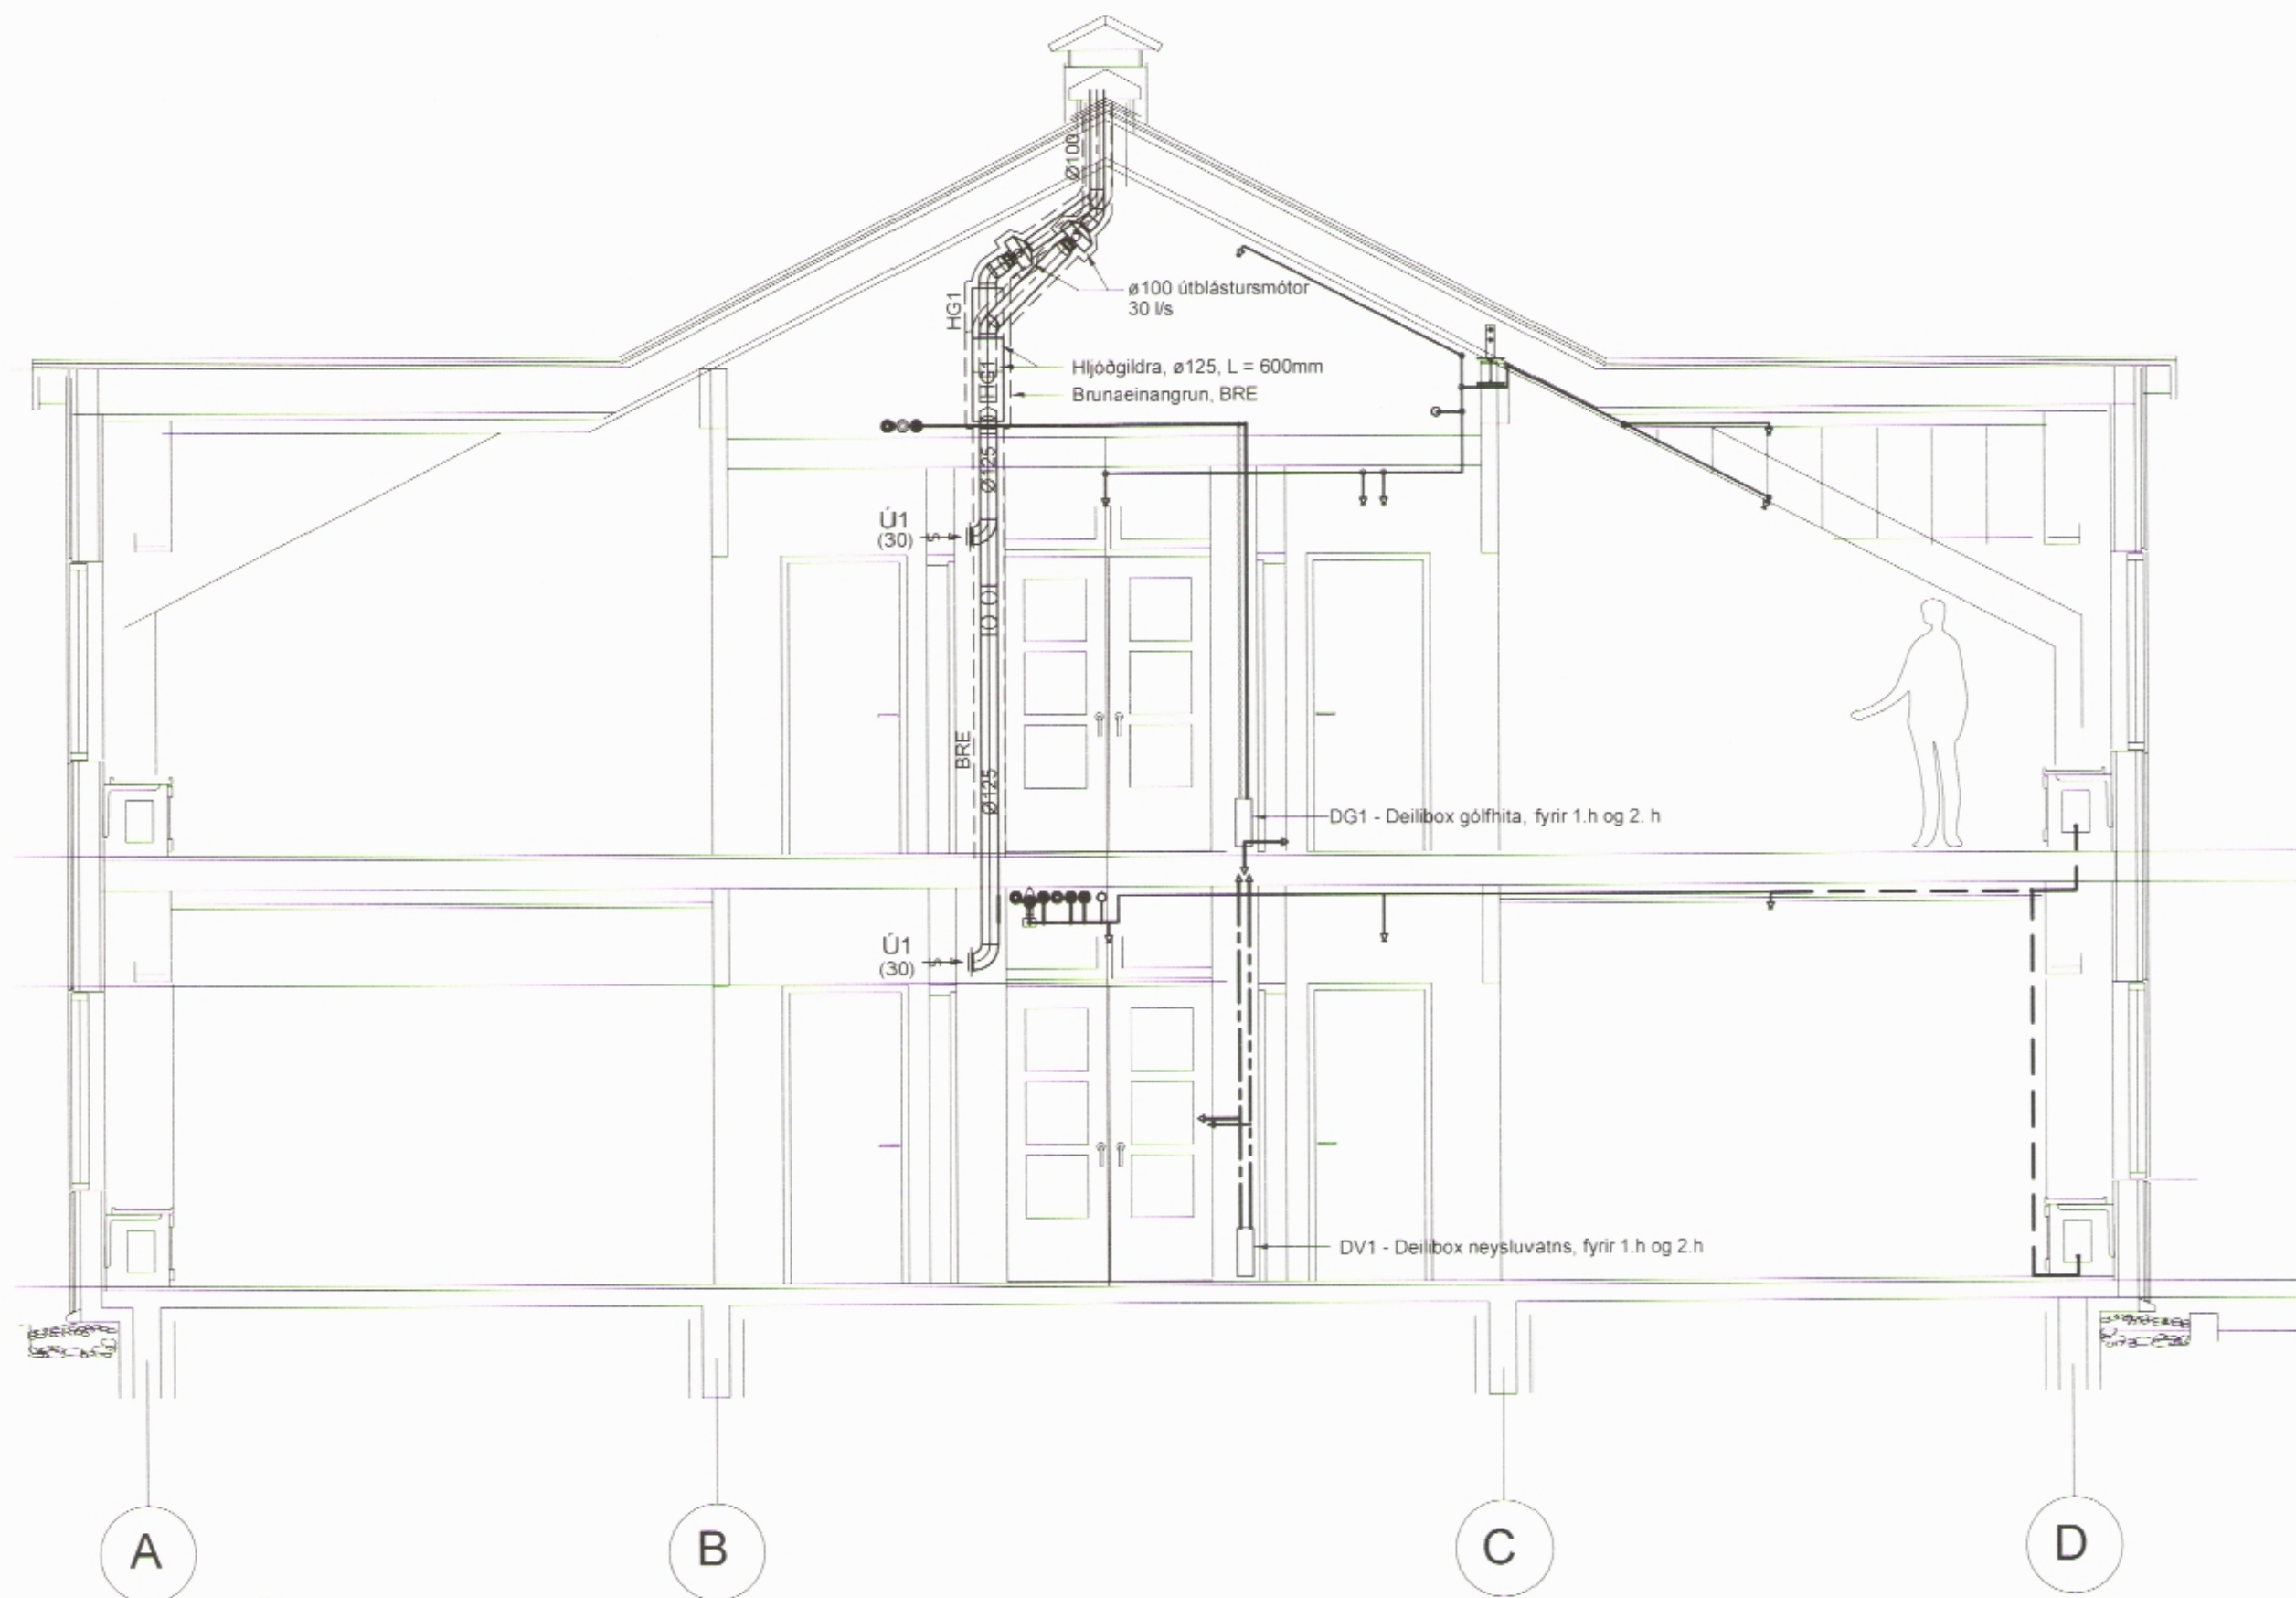 Ø100
ø100 útblástursmótor
30 l/s
HG1
Hljóðgildra, ø125, L = 600mm
HG1
Brunaeinangrun, BRE
Ø125
Ú1
(30)
S
BRE
Ø125
DG1 - Deilibox gólfhita, fyrir 1.h og 2. h
Ú1
(30)
S
DV1 - Deilibox neysluvatns, fyrir 1.h og 2.h
A
B
C
D